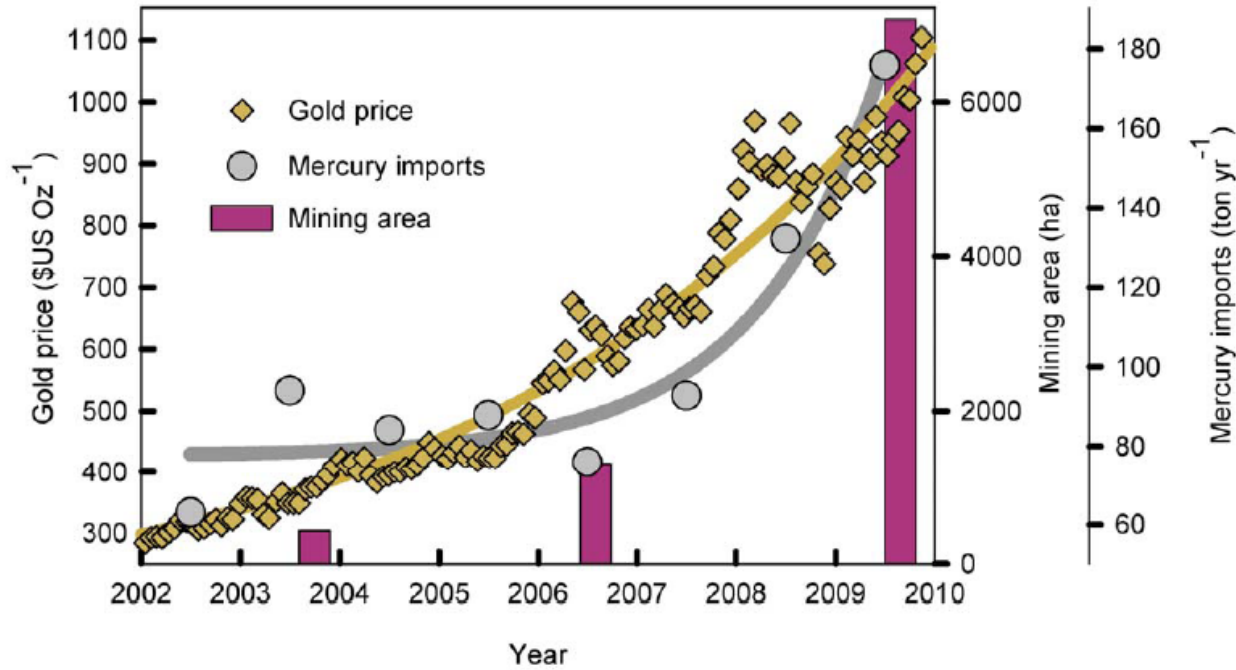 Gold price ($US Oz-1)
1100
1000
900
800
700
600
500
400
300
Gold price
Mercury imports
Mining area
6000
4000
2000
0
Mining area (ha)
180
160
140
120
100
80
60
Mercury imports (ton yr-1)
2002 2003 2004 2005 2006 2007 2008 2009 2010
Year